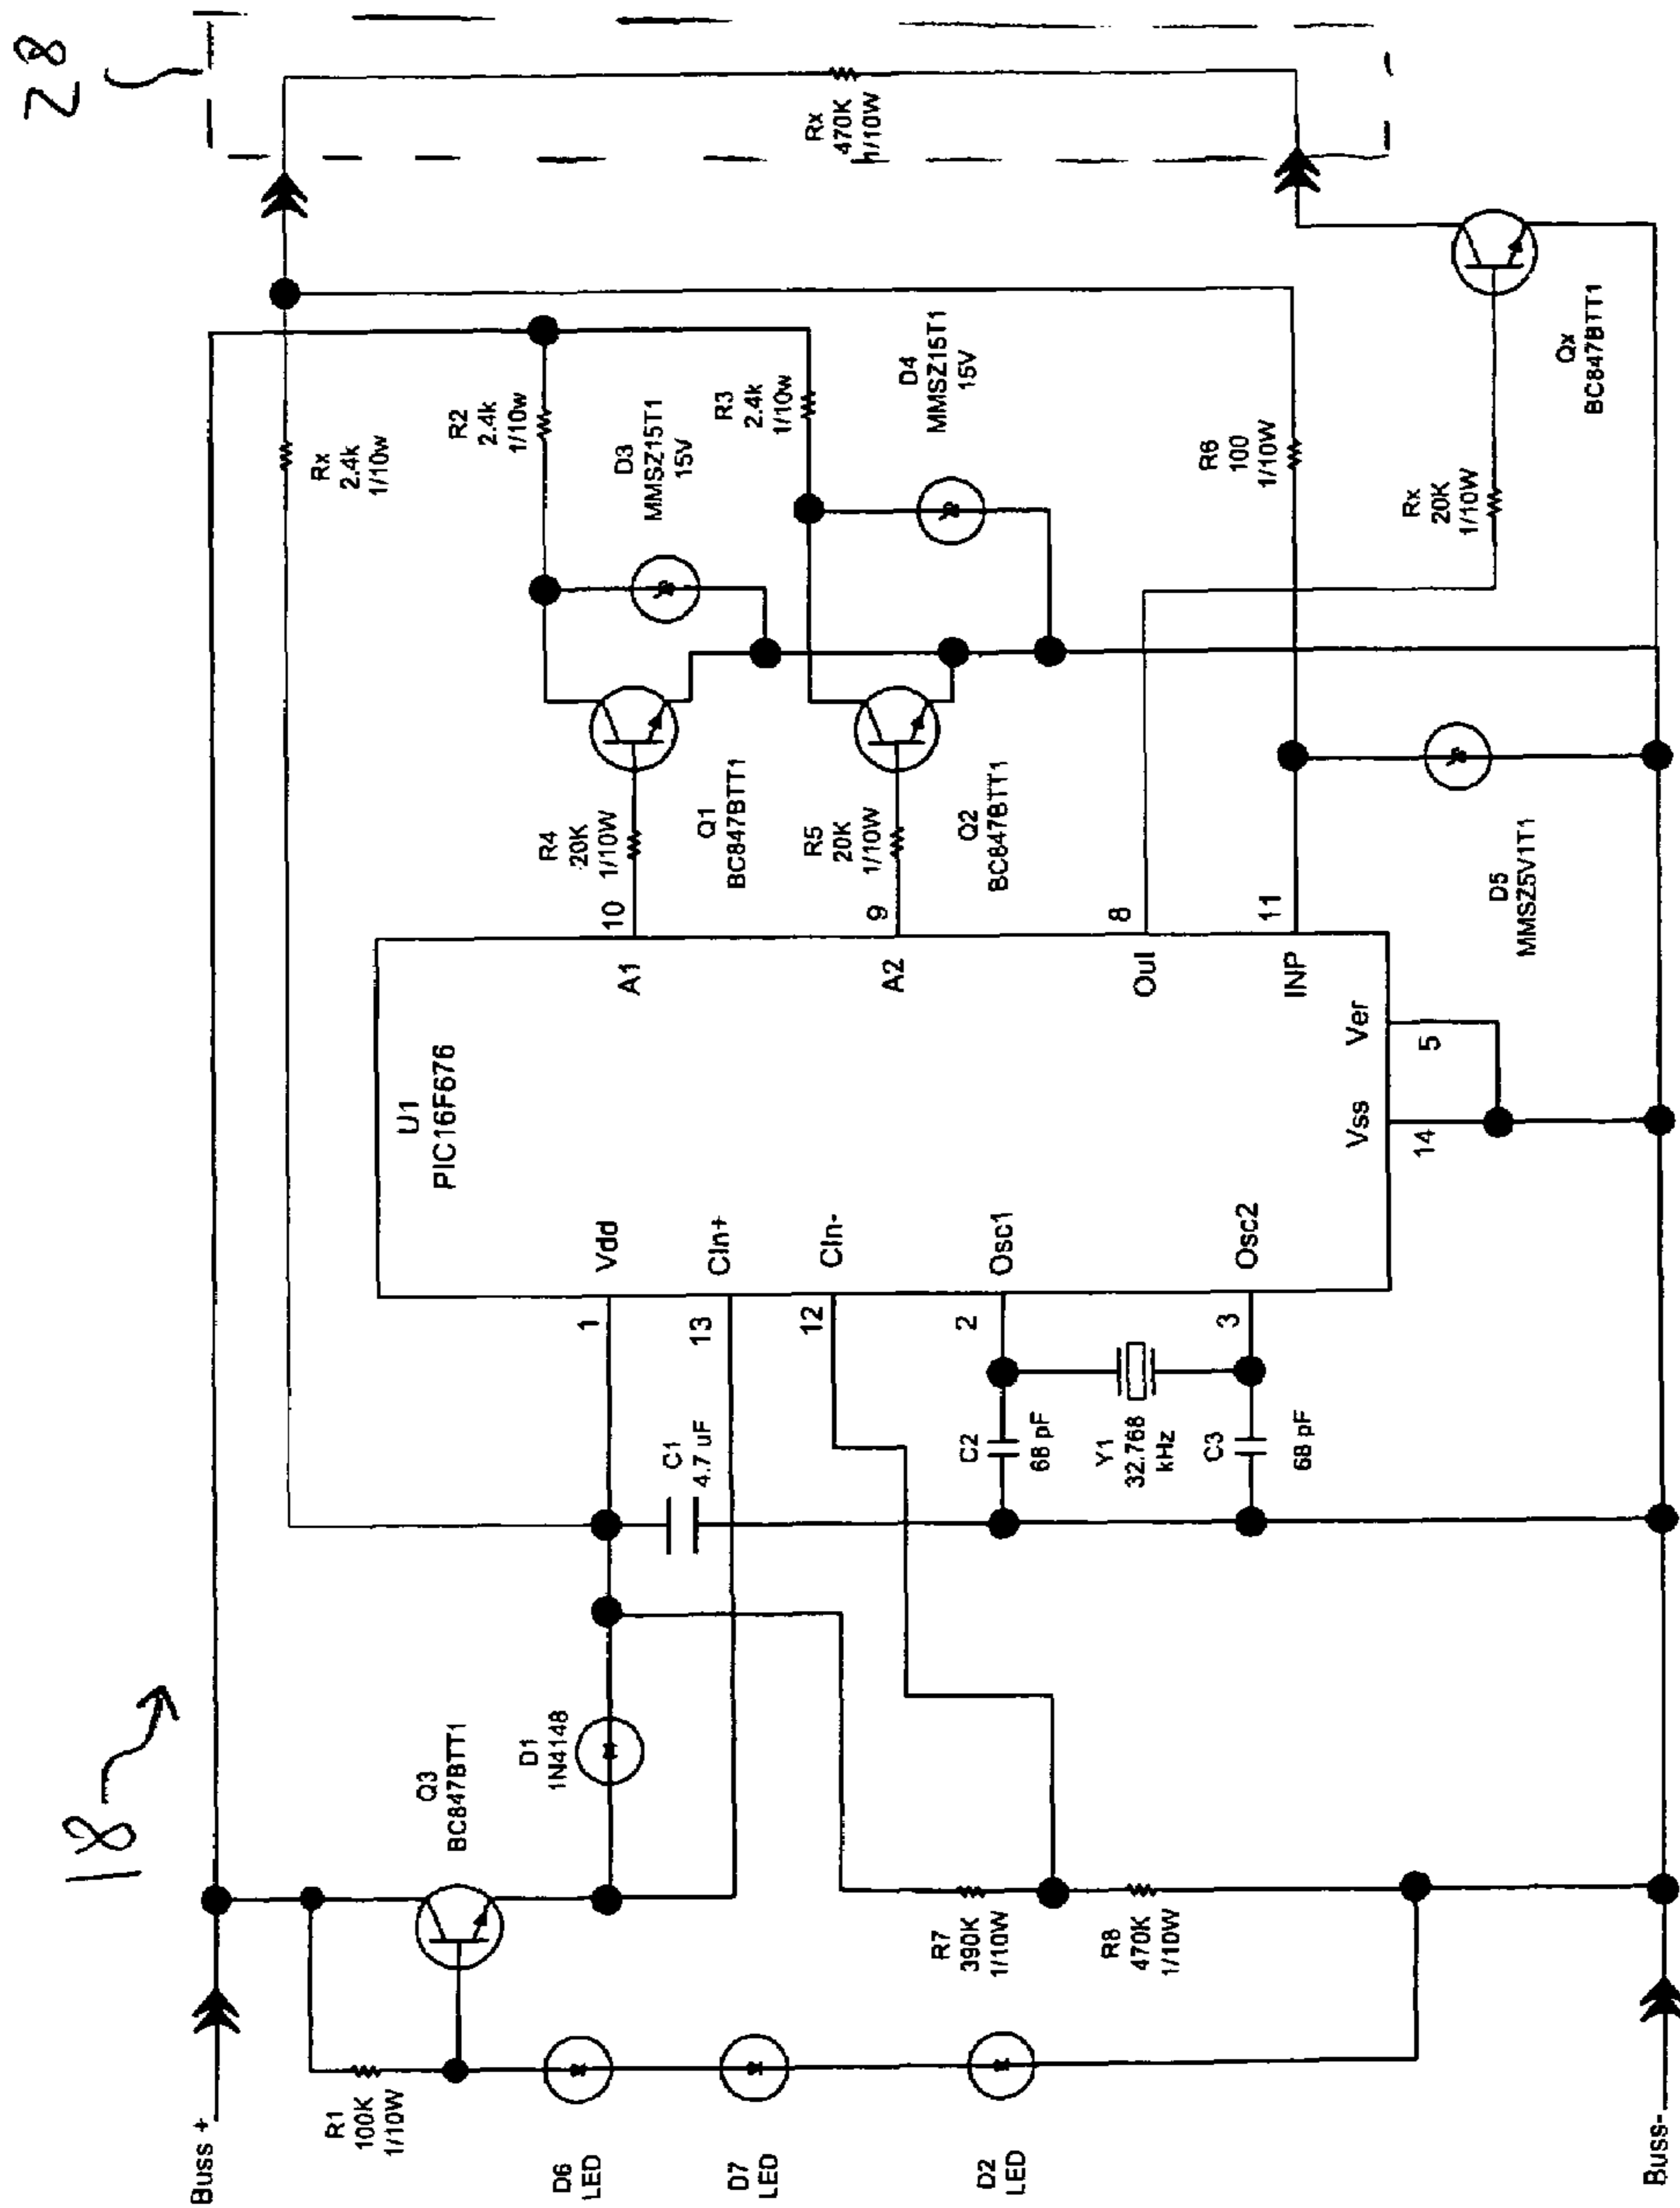 28
18
Buss +
R1
100K
1/10W
D6
LED
D7
LED
D2
LED
Buss-
Q3
BC847BTT1
D1
1N4148
R7
390K
1/10W
R8
470K
1/10W
C1
4.7 uF
C2
68 pF
Y1
32.768
kHz
C3
68 pF
1
13
12
2
3
Vdd
CIn+
CIn-
Osc1
Osc2
U1
PIC16F676
Vss
Ver
14
5
A1
A2
Oul
INP
10
9
8
11
R4
20K
1/10W
Q1
BC847BTT1
R5
20K
1/10W
Q2
BC847BTT1
D5
MMSZ5V1T1
Rx
2.4k
1/10w
R2
2.4k
1/10w
D3
MMSZ15T1
15V
R3
2.4k
1/10w
D4
MMSZ15T1
15V
R6
100
1/10W
Rx
20K
1/10W
Qx
BC847BTT1
Rx
470K
1/10W